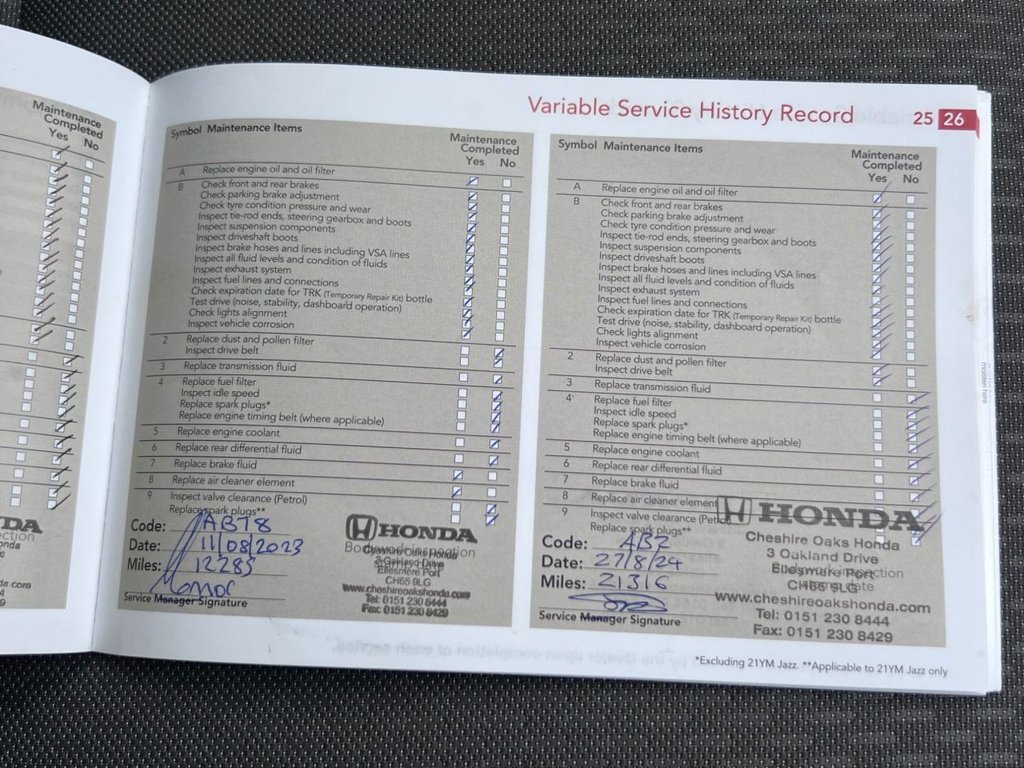 Maintenance
Completed
Yes No
Variable Service History Record 25 26
Symbol Maintenance Items
Maintenance
Completed
Yes No
A Replace engine oil and oil filter
B Check front and rear brakes
Check parking brake adjustment
Check tyre condition pressure and wear
Inspect tie-rod ends, steering gearbox and boots
Inspect suspension components
Inspect driveshaft boots
Inspect brake hoses and lines including VSA lines
Inspect all fluid levels and condition of fluids
Inspect exhaust system
Inspect fuel lines and connections
Check expiration date for TRK (Temporary Repair Kit) bottle
Test drive (noise, stability, dashboard operation)
Check lights alignment
Inspect vehicle corrosion
2 Replace dust and pollen filter
Inspect drive belt
3 Replace transmission fluid
4 Replace fuel filter
Inspect idle speed
Replace spark plugs*
Replace engine timing belt (where applicable)
5 Replace engine coolant
6 Replace rear differential fluid
7 Replace brake fluid
8 Replace air cleaner element
9 Inspect valve clearance (Petrol)
Replace spark plugs**
Code: ABT8
Date: 11/08/2023
Miles: 12285
Service Manager Signature
HONDA
Cheshire Oaks Honda
3 Oakland Drive
Ellesmere Port
CH65 9LG
www.cheshireoakshonda.com
Tel: 0151 230 8444
Fax: 0151 230 8429
Symbol Maintenance Items
Maintenance
Completed
Yes No
A Replace engine oil and oil filter
B Check front and rear brakes
Check parking brake adjustment
Check tyre condition pressure and wear
Inspect tie-rod ends, steering gearbox and boots
Inspect suspension components
Inspect driveshaft boots
Inspect brake hoses and lines including VSA lines
Inspect all fluid levels and condition of fluids
Inspect exhaust system
Inspect fuel lines and connections
Check expiration date for TRK (Temporary Repair Kit) bottle
Test drive (noise, stability, dashboard operation)
Check lights alignment
Inspect vehicle corrosion
2 Replace dust and pollen filter
Inspect drive belt
3 Replace transmission fluid
4 Replace fuel filter
Inspect idle speed
Replace spark plugs*
Replace engine timing belt (where applicable)
5 Replace engine coolant
6 Replace rear differential fluid
7 Replace brake fluid
8 Replace air cleaner element
9 Inspect valve clearance (Petrol)
Replace spark plugs**
Code: AB7
Date: 27/8/24
Miles: 21316
Service Manager Signature
HONDA
Cheshire Oaks Honda
3 Oakland Drive
Ellesmere Port
CH65 9LG
www.cheshireoakshonda.com
Tel: 0151 230 8444
Fax: 0151 230 8429
*Excluding 21YM Jazz. **Applicable to 21YM Jazz only